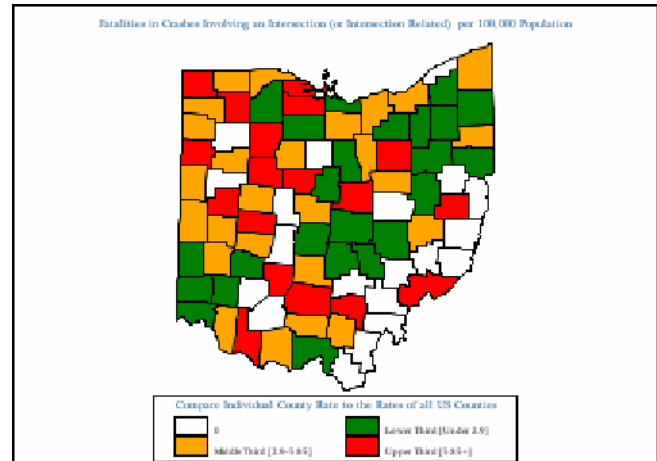 Fatalities in Crashes Involving an Intersection (or Intersection Related) per 100,000 Population
Compare Individual County Rate to the Rates of all US Counties
0
Lower Third [Under 2.9]
Middle Third [2.9-5.85]
Upper Third [5.85+]